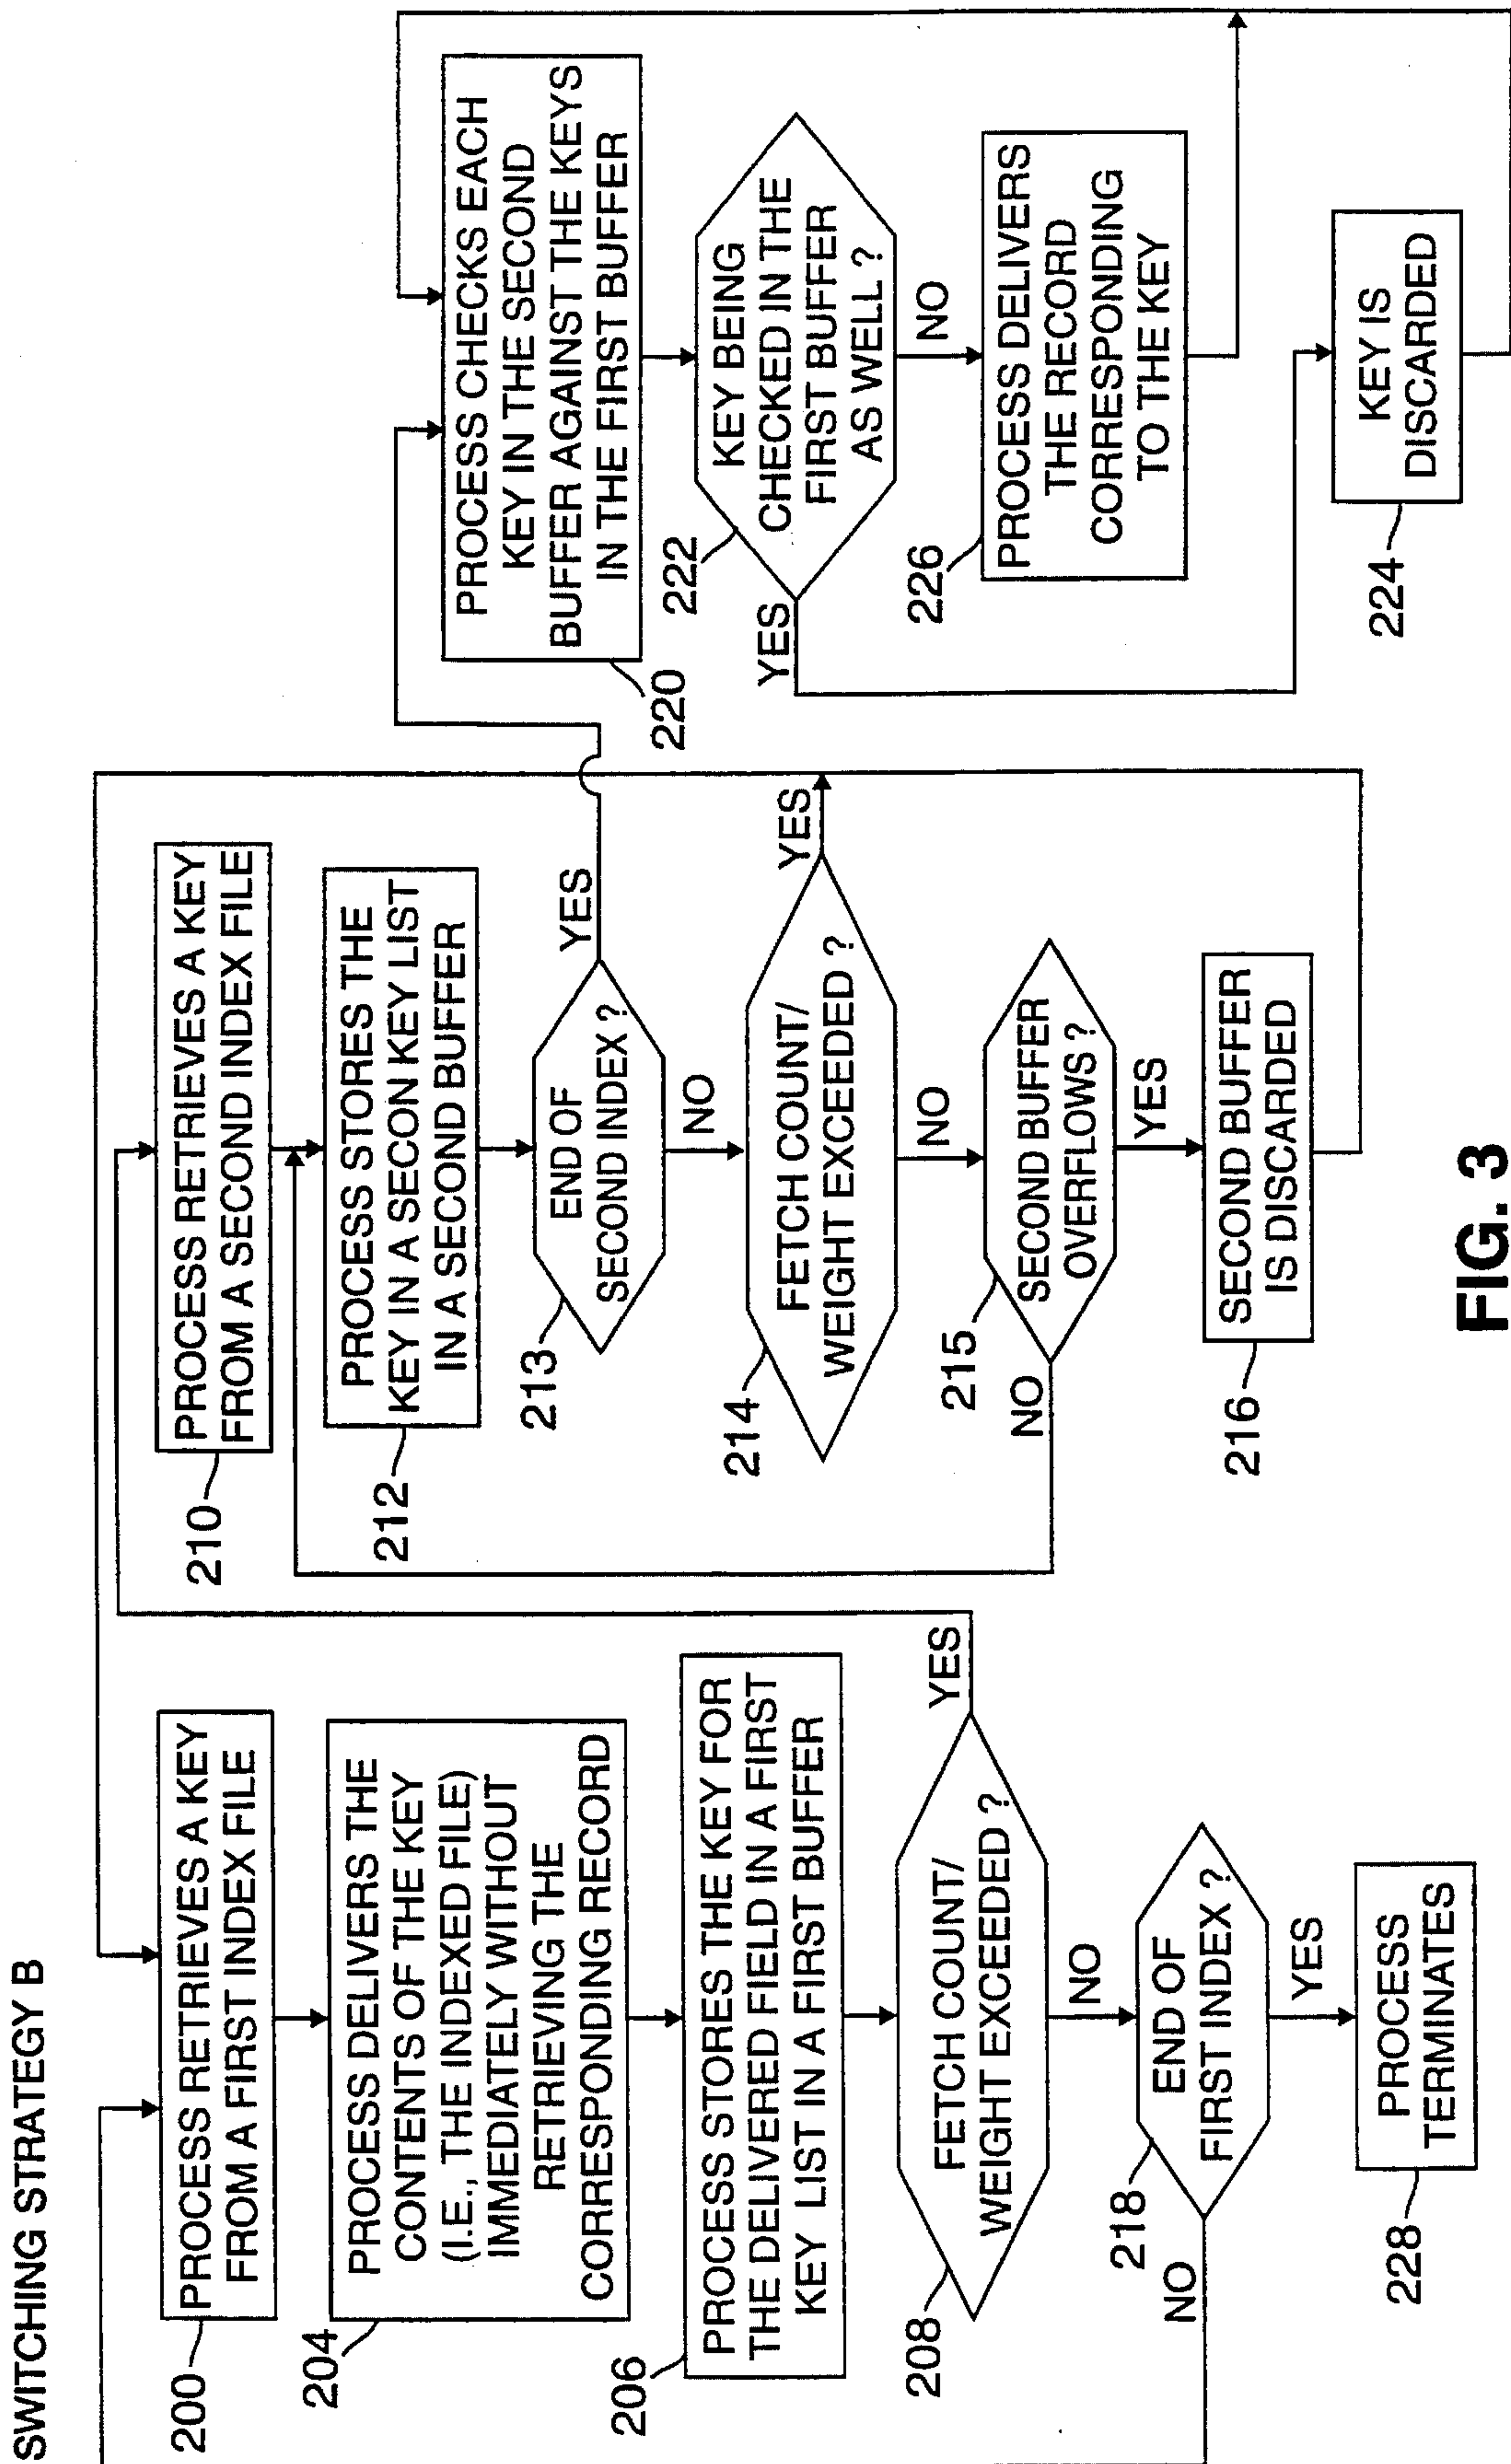 SWITCHING STRATEGY B
200
PROCESS RETRIEVES A KEY
FROM A FIRST INDEX FILE
204
PROCESS DELIVERS THE
CONTENTS OF THE KEY
(I.E., THE INDEXED FILE)
IMMEDIATELY WITHOUT
RETRIEVING THE
CORRESPONDING RECORD
206
PROCESS STORES THE KEY FOR
THE DELIVERED FIELD IN A FIRST
KEY LIST IN A FIRST BUFFER
208
FETCH COUNT/
WEIGHT EXCEEDED ?
YES
NO
218
END OF
FIRST INDEX ?
NO
YES
228
PROCESS
TERMINATES
210
PROCESS RETRIEVES A KEY
FROM A SECOND INDEX FILE
212
PROCESS STORES THE
KEY IN A SECON KEY LIST
IN A SECOND BUFFER
213
END OF
SECOND INDEX ?
YES
NO
214
FETCH COUNT/
WEIGHT EXCEEDED ?
YES
NO
215
SECOND BUFFER
OVERFLOWS ?
NO
YES
216
SECOND BUFFER
IS DISCARDED
220
PROCESS CHECKS EACH
KEY IN THE SECOND
BUFFER AGAINST THE KEYS
IN THE FIRST BUFFER
222
KEY BEING
CHECKED IN THE
FIRST BUFFER
AS WELL ?
YES
NO
226
PROCESS DELIVERS
THE RECORD
CORRESPONDING
TO THE KEY
224
KEY IS
DISCARDED
FIG. 3